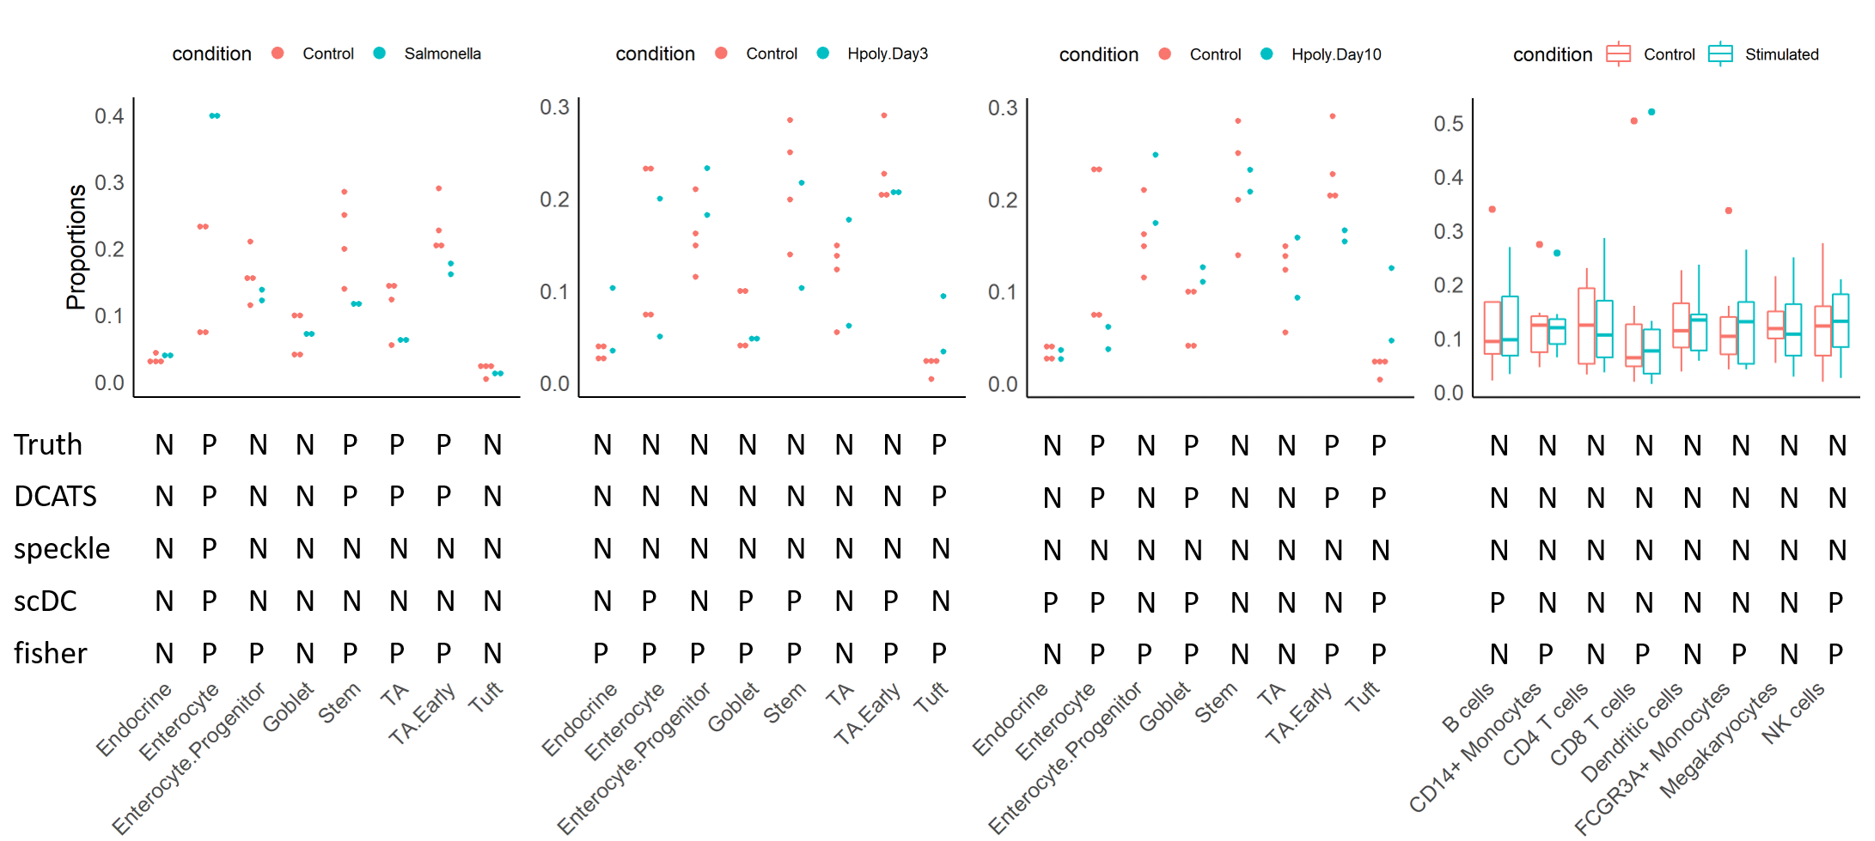 condition Control Salmonella
condition Control Hpoly.Day3
condition Control Hpoly.Day10
condition Control Stimulated
Proportions
0.4
0.3
0.2
0.1
0.0
0.3
0.2
0.1
0.0
0.3
0.2
0.1
0.0
0.5
0.4
0.3
0.2
0.1
0.0
Truth N P N N P P P N N N N N N N N P N P N P N N P P N N N N N N N N
DCATS N P N N P P P N N N N N N N N P N P N P N N P P N N N N N N N N
speckle N P N N N N N N N N N N N N N N N N N N N N N N N N N N N N N N
scDC N P N N N N N N N P N P P N P N P P N P N N N P P N N N N N N P
fisher N P P N P P P N P P P P P N P P N P P P N N P P N P N P N P N P
Endocrine
Enterocyte
Enterocyte.Progenitor
Goblet
Stem
TA
TA.Early
Tuft
Endocrine
Enterocyte
Enterocyte.Progenitor
Goblet
Stem
TA
TA.Early
Tuft
Endocrine
Enterocyte
Enterocyte.Progenitor
Goblet
Stem
TA
TA.Early
Tuft
B cells
CD14+ Monocytes
CD4 T cells
CD8 T cells
Dendritic cells
FCGR3A+ Monocytes
Megakaryocytes
NK cells